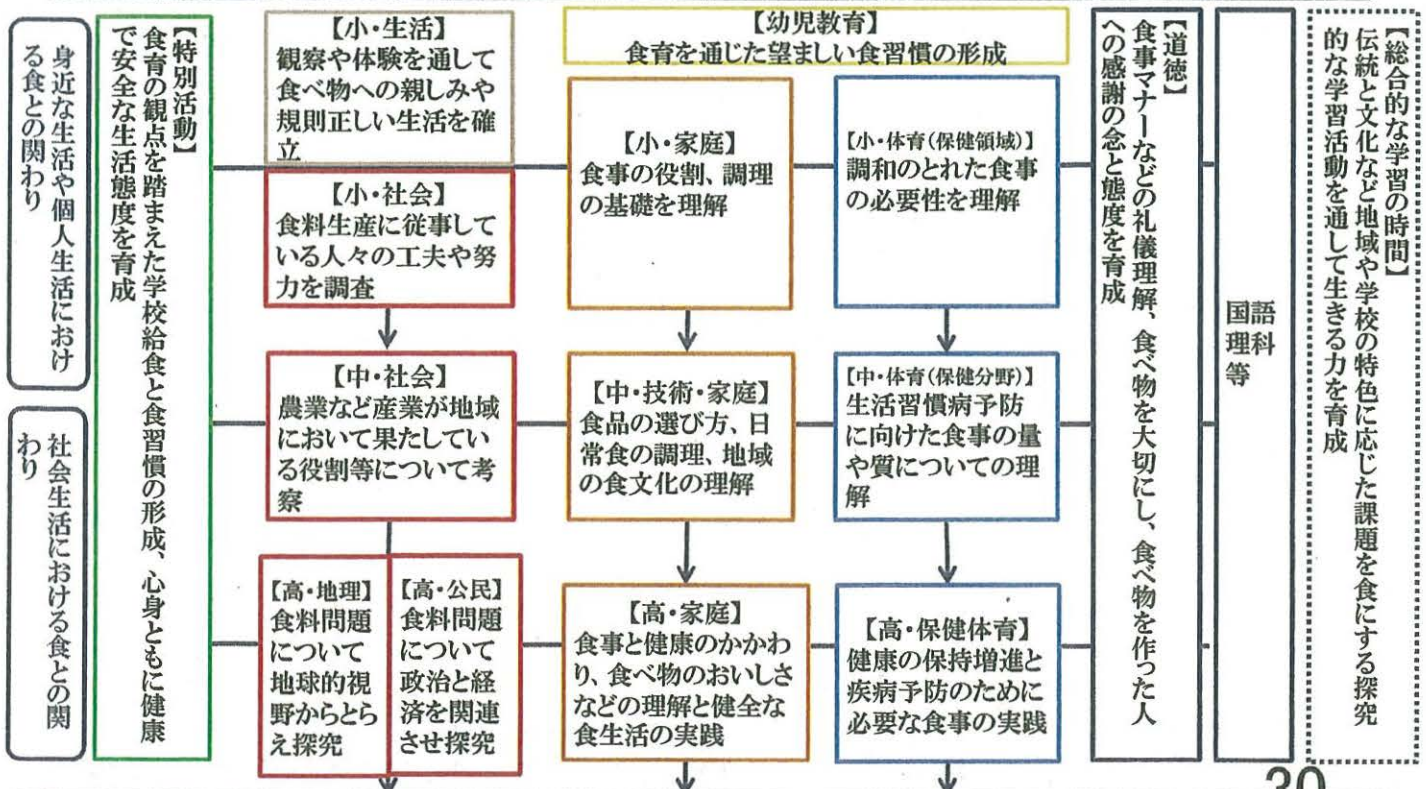 身近な生活や個人生活におけ
る食との関わり
社会生活における食との関
わり
【特別活動】
食育の観点を踏まえた学校給食と食習慣の形成、心身ともに健康
で安全な生活態度を育成
【小・生活】
観察や体験を通して
食べ物への親しみや
規則正しい生活を確
立
【幼児教育】
食育を通じた望ましい食習慣の形成
【小・社会】
食料生産に従事して
いる人々の工夫や努
力を調査
【小・家庭】
食事の役割、調理
の基礎を理解
【小・体育(保健領域)】
調和のとれた食事
の必要性を理解
【中・社会】
農業など産業が地域
において果たしてい
る役割等について考
察
【中・技術・家庭】
食品の選び方、日
常食の調理、地域
の食文化の理解
【中・体育(保健分野)】
生活習慣病予防
に向けた食事の量
や質についての理
解
【高・地理】
食料問題
について
地球的視
野からとら
え探究
【高・公民】
食料問題
について
政治と経
済を関連
させ探究
【高・家庭】
食事と健康のかかわ
り、食べ物のおいしさ
などの理解と健全な
食生活の実践
【高・保健体育】
健康の保持増進と
疾病予防のために
必要な食事の実践
【道徳】
食事マナーなどの礼儀理解、食べ物を大切にし、食べ物を作った人
への感謝の念と態度を育成
国語
理科
等
【総合的な学習の時間】
伝統と文化など地域や学校の特色に応じた課題を食にする探究
的な学習活動を通して生きる力を育成
30